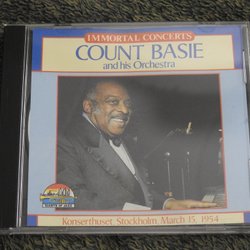 IMMORTAL CONCERTS
COUNT BASIE
and his Orchestra
Konserthuset, Stockholm, March 15, 1954